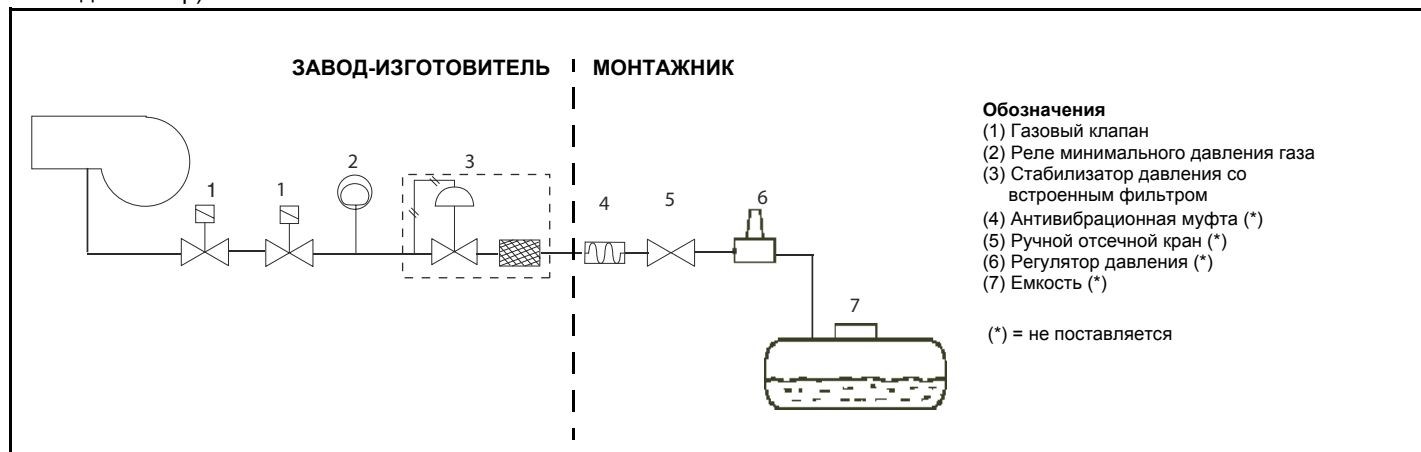 ЗАВОД-ИЗГОТОВИТЕЛЬ МОНТАЖНИК
1 1 2 3 4 5 6 7
Обозначения
(1) Газовый клапан
(2) Реле минимального давления газа
(3) Стабилизатор давления со
встроенным фильтром
(4) Антивибрационная муфта (*)
(5) Ручной отсечной кран (*)
(6) Регулятор давления (*)
(7) Емкость (*)
(*) = не поставляется